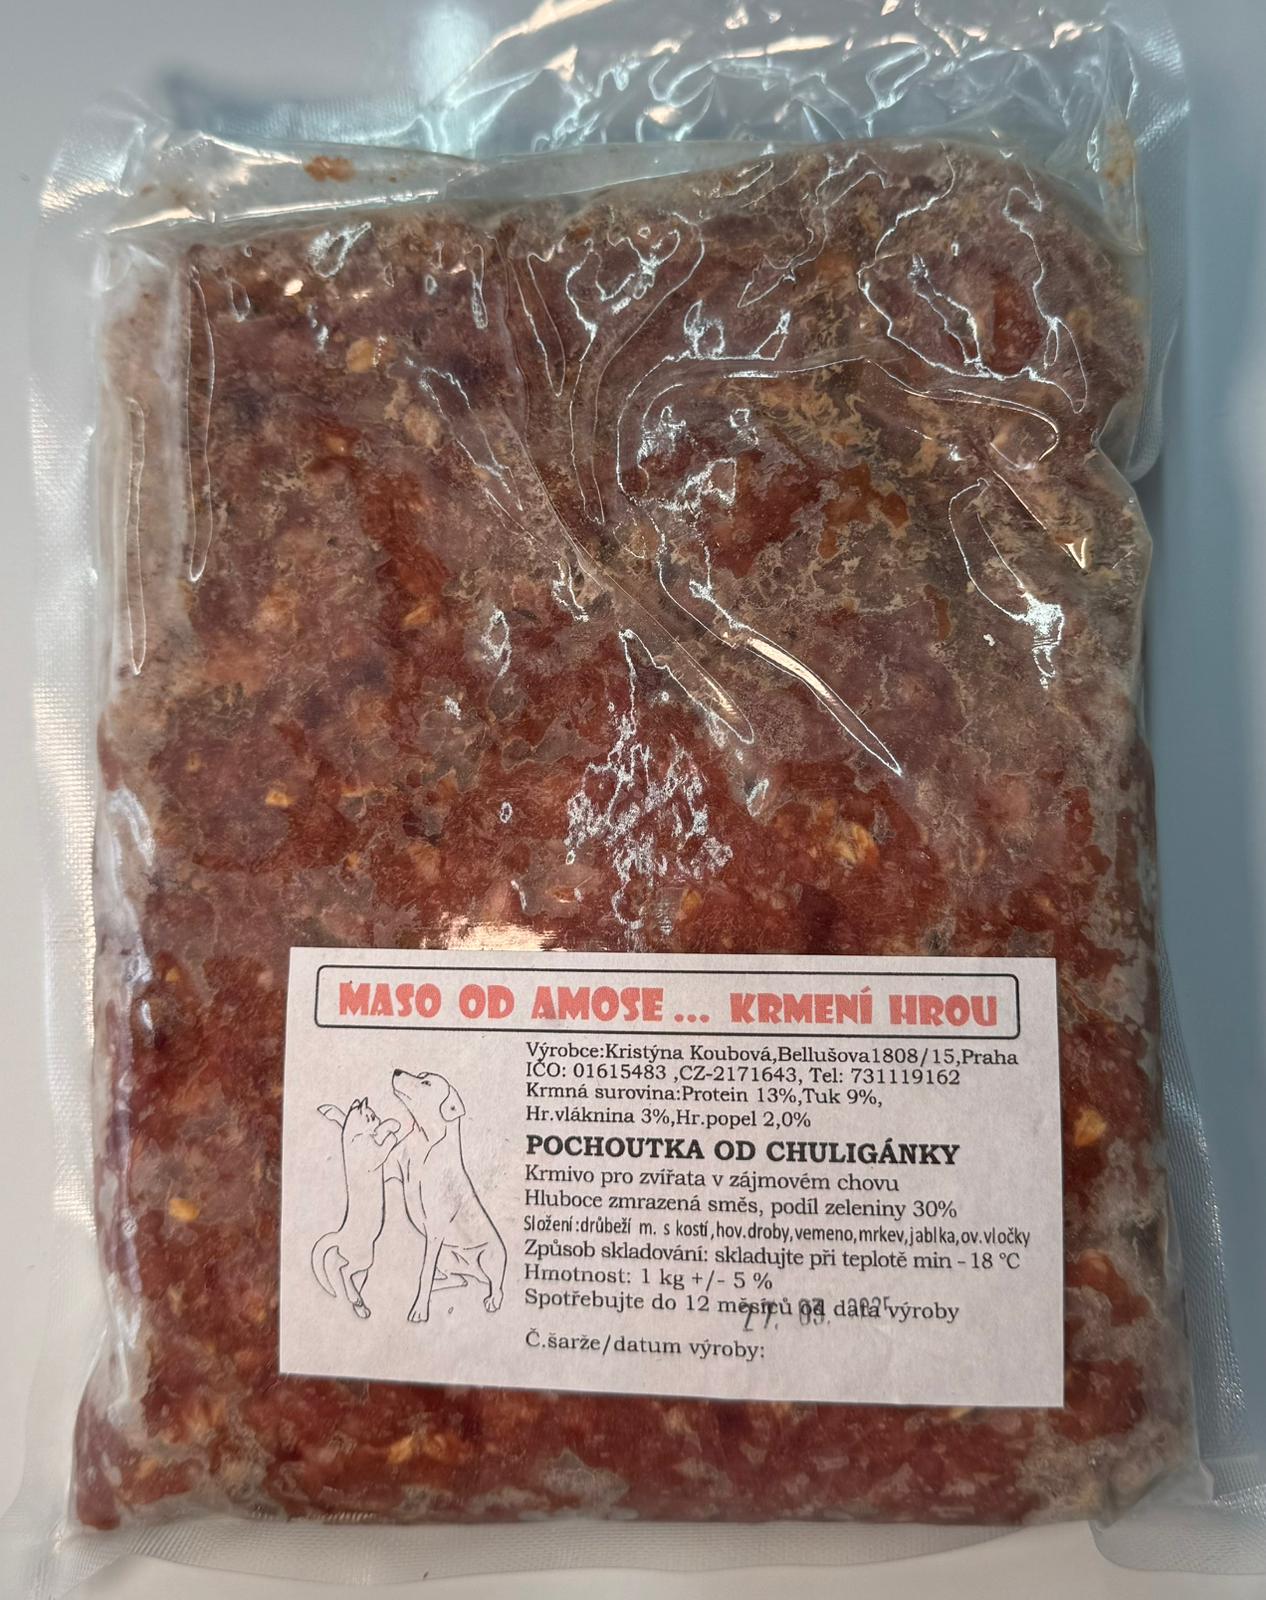 MASO OD AMOSE... KRMENÍ HROU
Výrobce:Kristýna Koubová,Bellušova1808/15,Praha
IČO: 01615483 ,CZ-2171643, Tel: 731119162
Krmná surovina:Protein 13%,Tuk 9%,
Hr.vláknina 3%,Hr.popel 2,0%
POCHOUTKA OD CHULIGÁNKY
Krmivo pro zvířata v zájmovém chovu
Hluboce zmrazená směs, podíl zeleniny 30%
Složení:drůbeží m. s kostí,hov.droby,vemeno,mrkev,jablka,ov.vločky
Způsob skladování: skladujte při teplotě min - 18 °C
Hmotnost: 1 kg +/- 5 %
Spotřebujte do 12 měsíců od data výroby
03. 2025
Č.šarže/datum výroby: